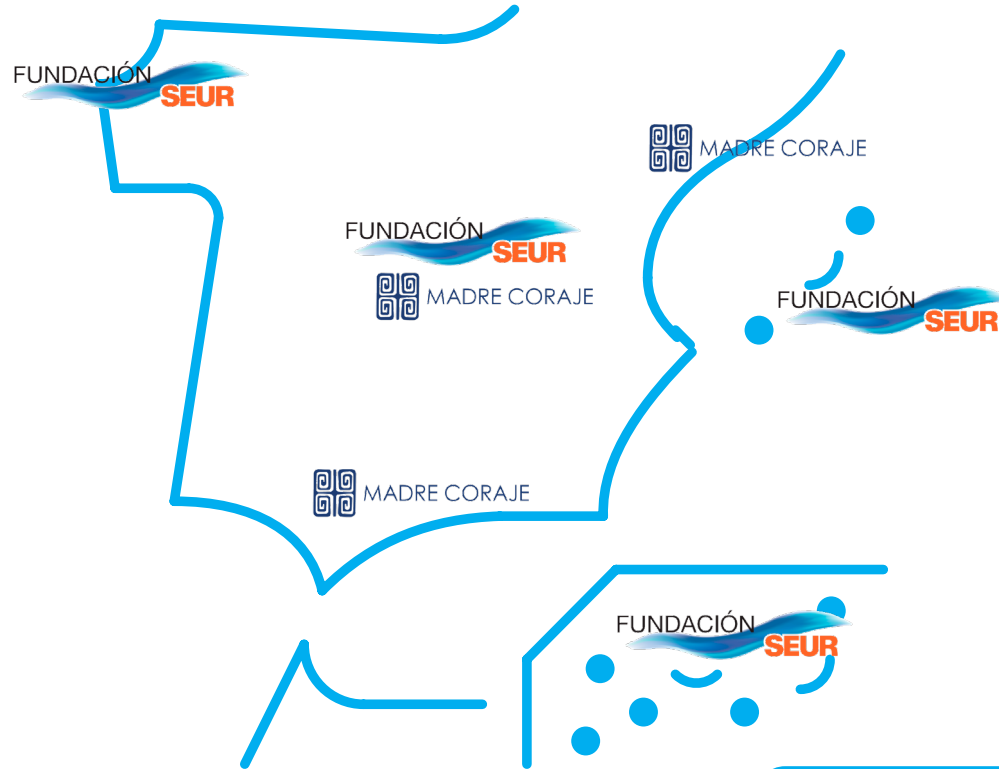 FUNDACIÓN
SEUR
MADRE CORAJE
FUNDACIÓN
SEUR
MADRE CORAJE
FUNDACIÓN
SEUR
MADRE CORAJE
FUNDACIÓN
SEUR